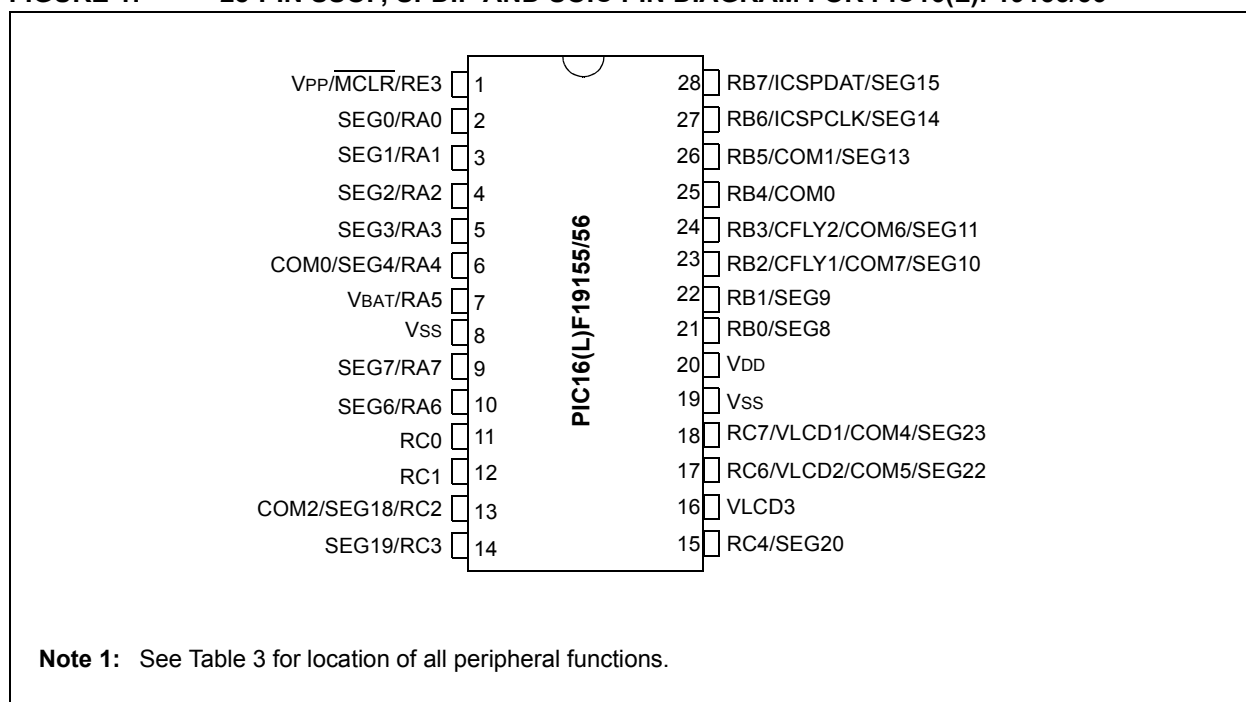 VPP/MCLR/RE3 1
SEG0/RA0 2
SEG1/RA1 3
SEG2/RA2 4
SEG3/RA3 5
COM0/SEG4/RA4 6
VBAT/RA5 7
VSS 8
SEG7/RA7 9
SEG6/RA6 10
RC0 11
RC1 12
COM2/SEG18/RC2 13
SEG19/RC3 14
PIC16(L)F19155/56
28 RB7/ICSPDAT/SEG15
27 RB6/ICSPCLK/SEG14
26 RB5/COM1/SEG13
25 RB4/COM0
24 RB3/CFLY2/COM6/SEG11
23 RB2/CFLY1/COM7/SEG10
22 RB1/SEG9
21 RB0/SEG8
20 VDD
19 VSS
18 RC7/VLCD1/COM4/SEG23
17 RC6/VLCD2/COM5/SEG22
16 VLCD3
15 RC4/SEG20
Note 1: See Table 3 for location of all peripheral functions.